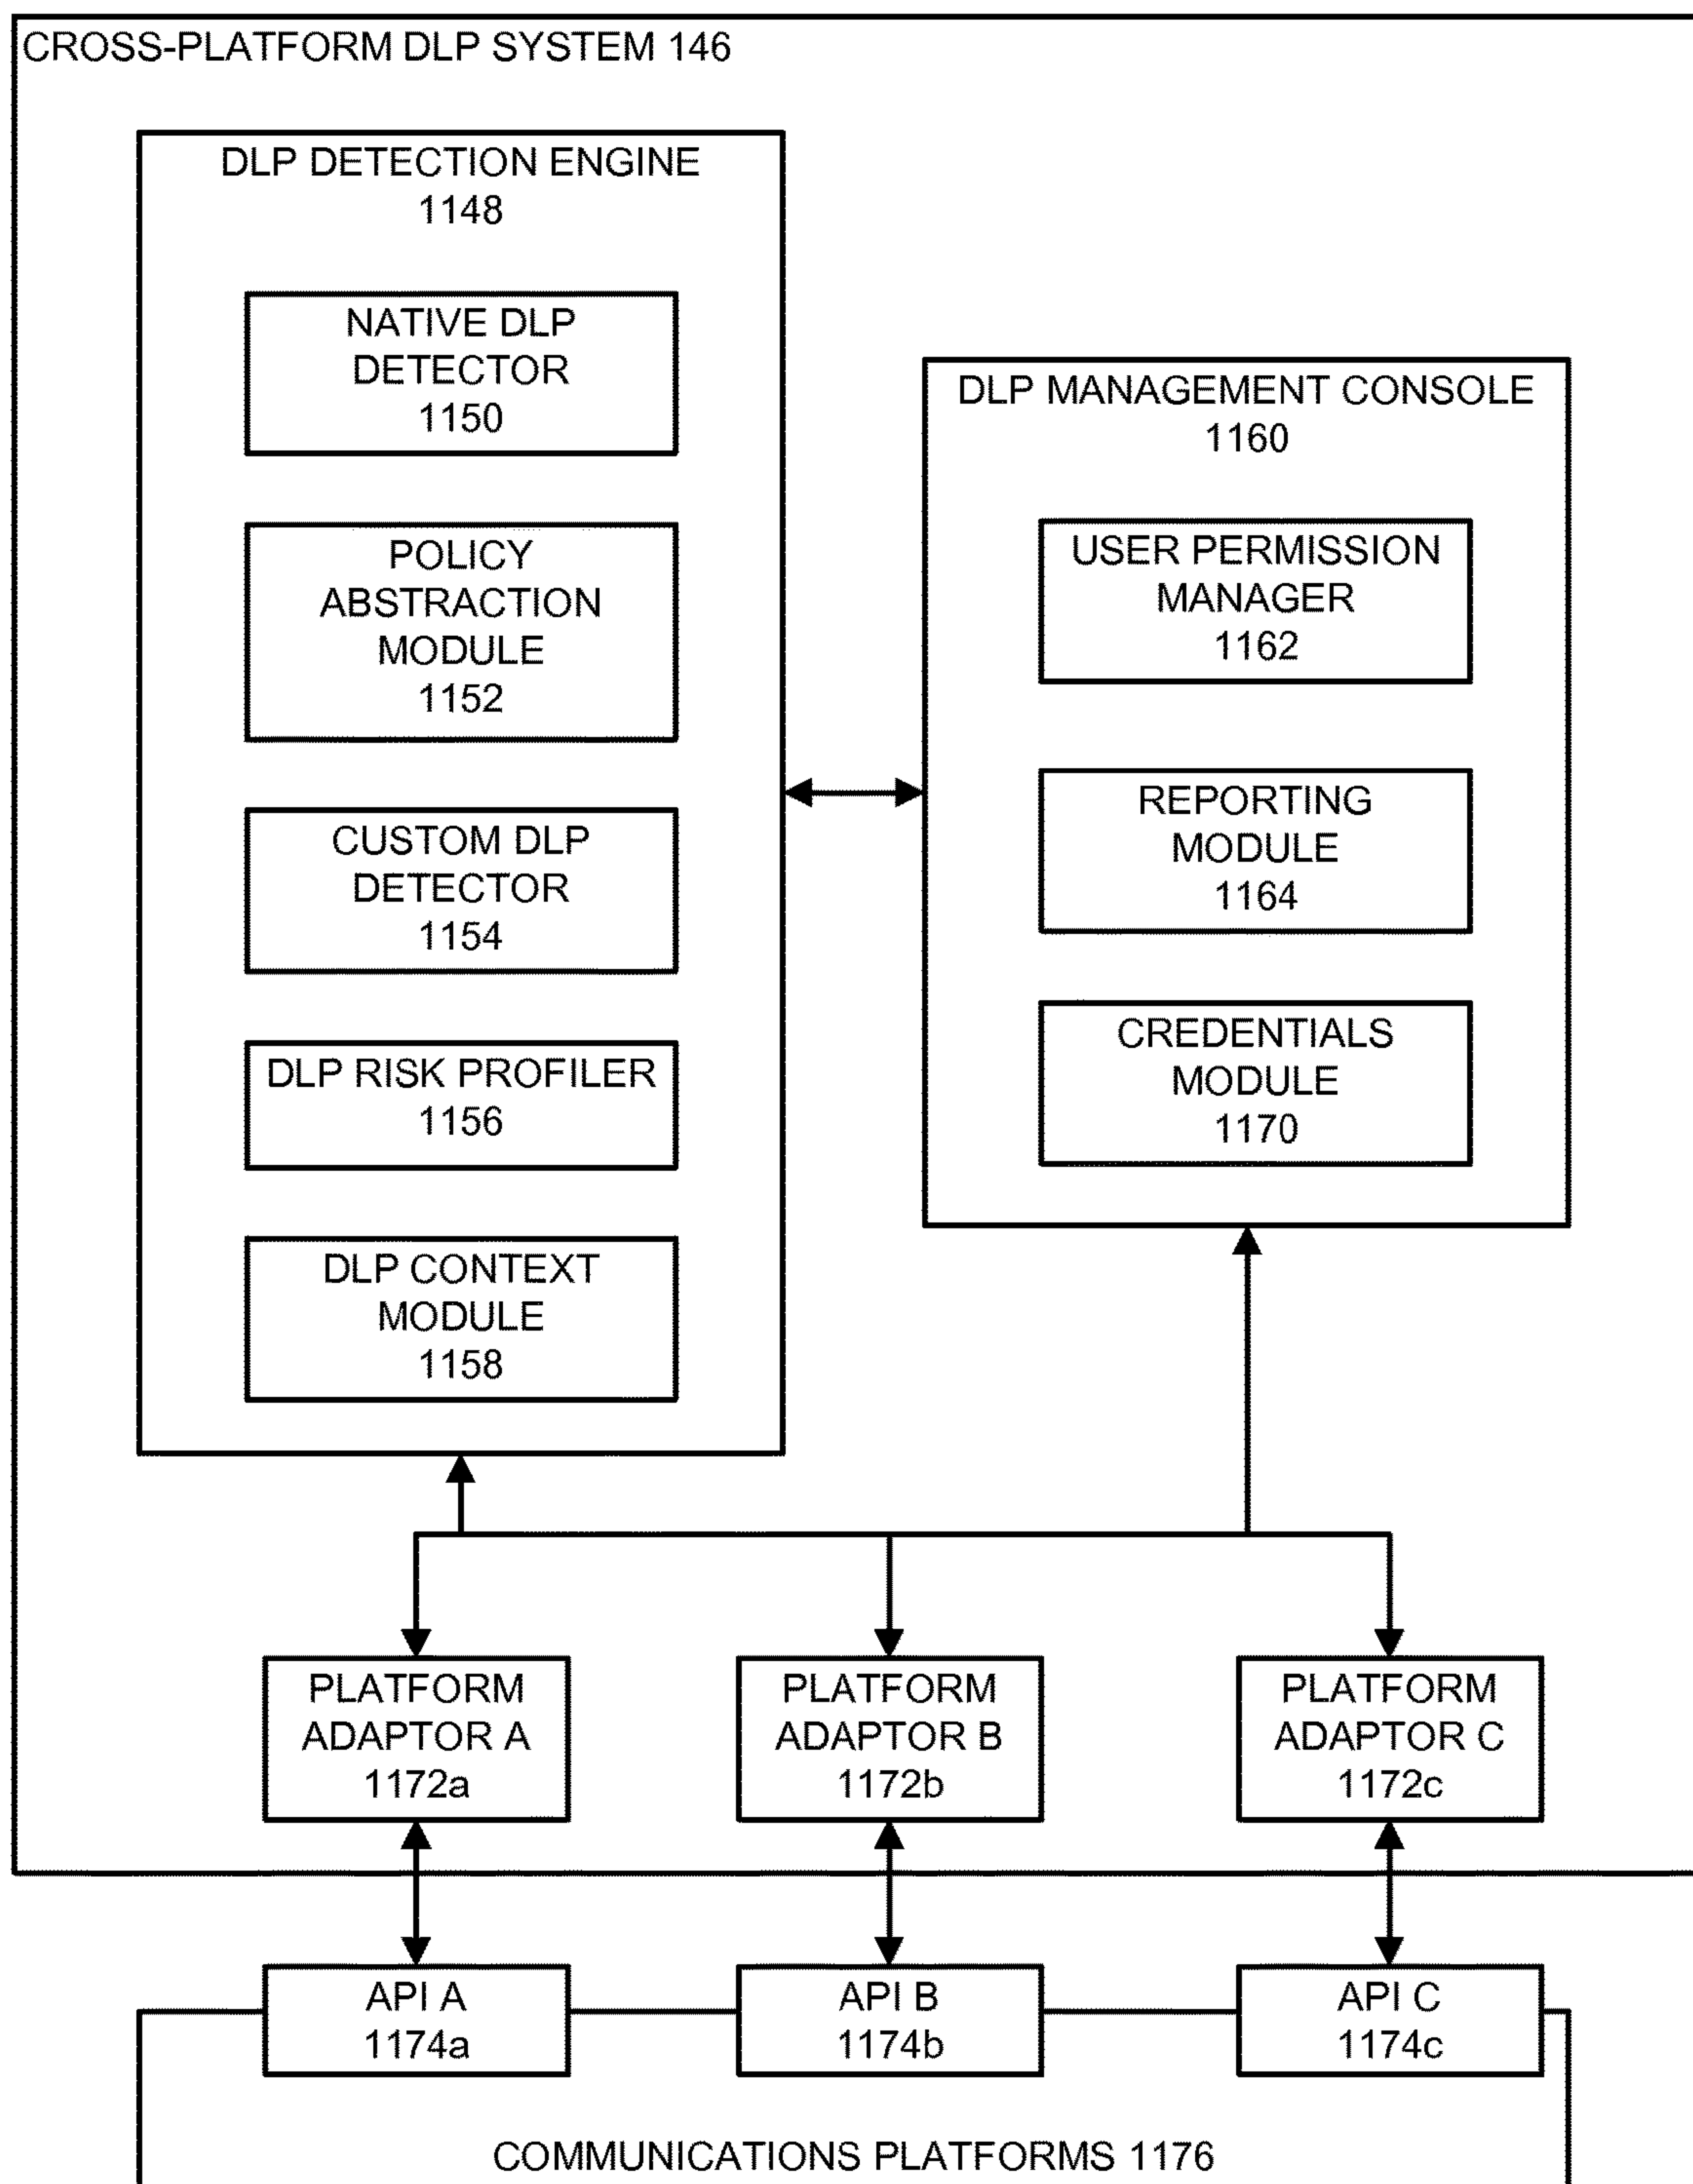 CROSS-PLATFORM DLP SYSTEM 146
DLP DETECTION ENGINE
1148
NATIVE DLP
DETECTOR
1150
POLICY
ABSTRACTION
MODULE
1152
CUSTOM DLP
DETECTOR
1154
DLP RISK PROFILER
1156
DLP CONTEXT
MODULE
1158
DLP MANAGEMENT CONSOLE
1160
USER PERMISSION
MANAGER
1162
REPORTING
MODULE
1164
CREDENTIALS
MODULE
1170
PLATFORM
ADAPTOR A
1172a
PLATFORM
ADAPTOR B
1172b
PLATFORM
ADAPTOR C
1172c
API A
1174a
API B
1174b
API C
1174c
COMMUNICATIONS PLATFORMS 1176